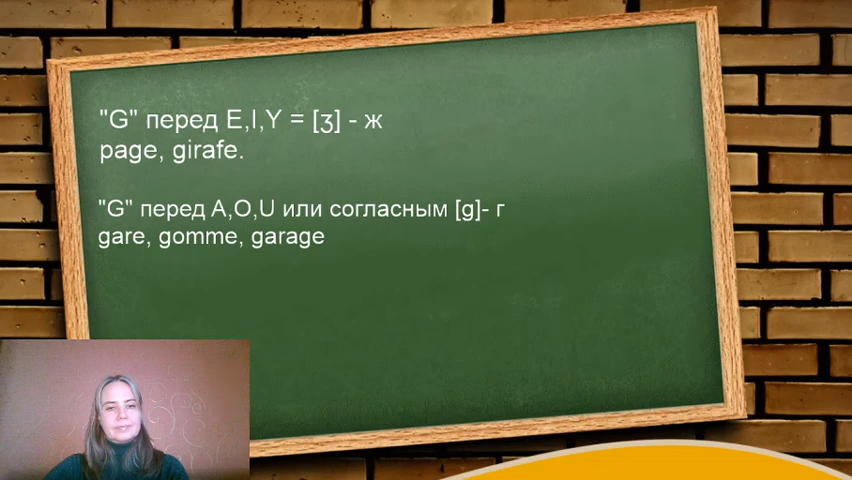 "G" перед E,I,Y = [ʒ] - ж
page, girafe.
"G" перед A,O,U или согласным [g]- г
gare, gomme, garage